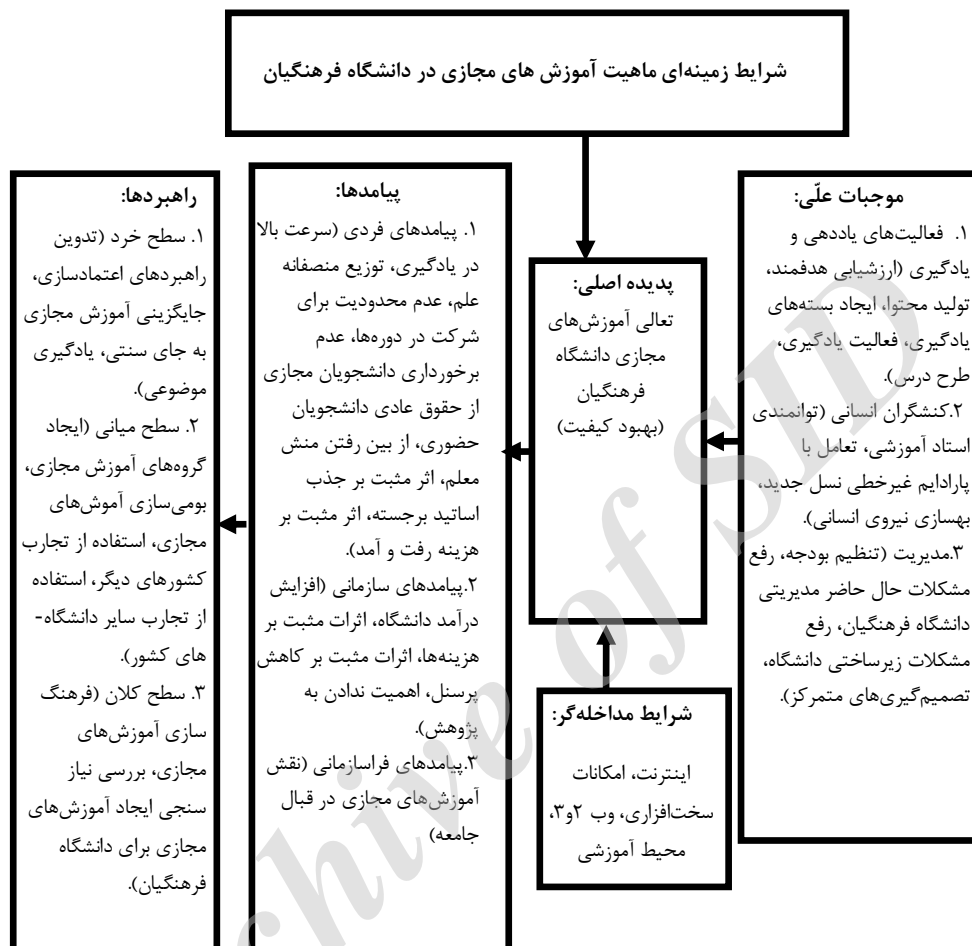 شرایط زمینه‌ای ماهیت آموزش های مجازی در دانشگاه فرهنگیان
موجبات علّی:
۱. فعالیت‌های یاددهی و
یادگیری (ارزشیابی هدفمند،
تولید محتوا، ایجاد بسته‌های
یادگیری، فعالیت یادگیری،
طرح درس).
۲.کنشگران انسانی (توانمندی
استاد آموزشی، تعامل با
پارادایم غیرخطی نسل جدید،
بهسازی نیروی انسانی).
۳.مدیریت (تنظیم بودجه، رفع
مشکلات حال حاضر مدیریتی
دانشگاه فرهنگیان، رفع
مشکلات زیرساختی دانشگاه،
تصمیم‌گیری‌های متمرکز).
پدیده اصلی:
تعالی آموزش‌های
مجازی دانشگاه
فرهنگیان
(بهبود کیفیت)
شرایط مداخله‌گر:
اینترنت، امکانات
سخت‌افزاری، وب ۲و۳،
محیط آموزشی
پیامدها:
۱. پیامدهای فردی (سرعت بالا
در یادگیری، توزیع منصفانه
علم، عدم محدودیت برای
شرکت در دوره‌ها، عدم
برخورداری دانشجویان مجازی
از حقوق عادی دانشجویان
حضوری، از بین رفتن منش
معلم، اثر مثبت بر جذب
اساتید برجسته، اثر مثبت بر
هزینه رفت و آمد).
۲.پیامدهای سازمانی (افزایش
درآمد دانشگاه، اثرات مثبت بر
هزینه‌ها، اثرات مثبت بر کاهش
پرسنل، اهمیت ندادن به
پژوهش).
۳.پیامدهای فراسازمانی (نقش
آموزش‌های مجازی در قبال
جامعه)
راهبردها:
۱. سطح خرد (تدوین
راهبردهای اعتمادسازی،
جایگزینی آموزش مجازی
به جای سنتی، یادگیری
موضوعی).
۲. سطح میانی (ایجاد
گروه‌های آموزش مجازی،
بومی‌سازی آموش‌های
مجازی، استفاده از تجارب
کشورهای دیگر، استفاده
از تجارب سایر دانشگاه-
های کشور).
۳. سطح کلان (فرهنگ
سازی آموزش‌های
مجازی، بررسی نیاز
سنجی ایجاد آموزش‌های
مجازی برای دانشگاه
فرهنگیان).
Archive of SID